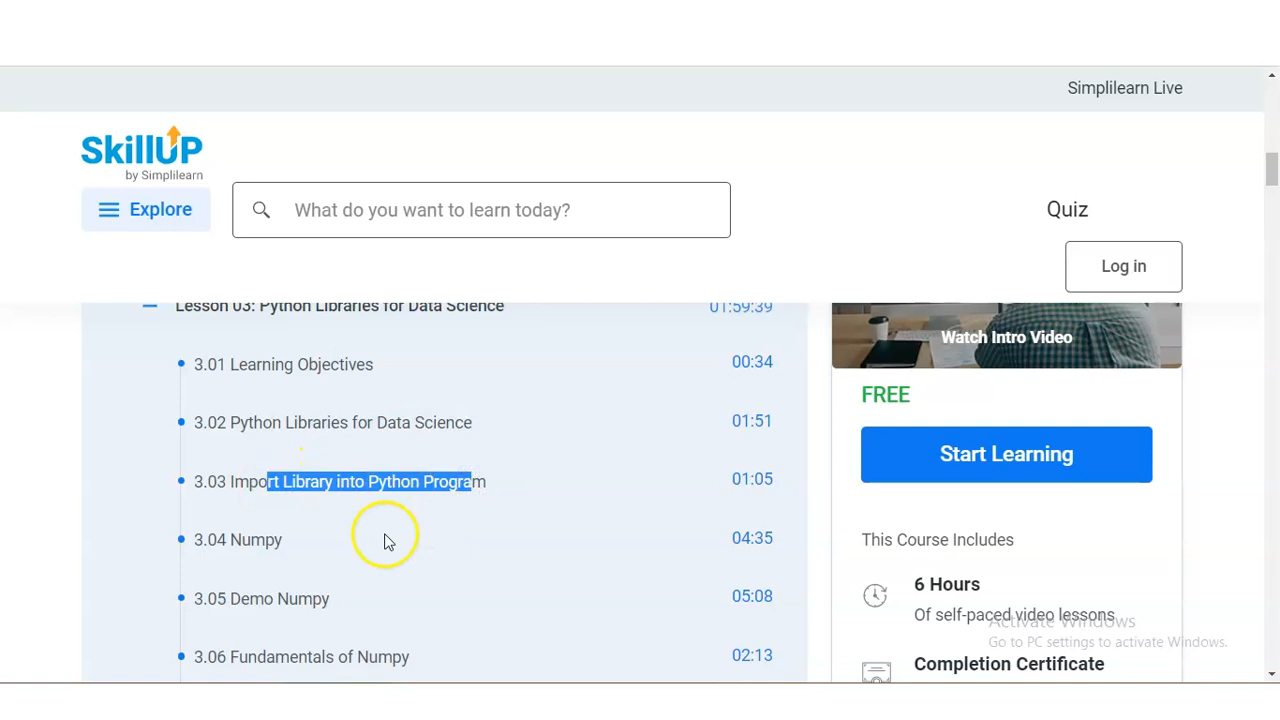 Simplilearn Live
SkillUP
by Simplilearn
Explore
What do you want to learn today?
Quiz
Log in
Lesson 03: Python Libraries for Data Science
01:59:39
3.01 Learning Objectives
00:34
3.02 Python Libraries for Data Science
01:51
3.03 Import Library into Python Program
01:05
3.04 Numpy
04:35
3.05 Demo Numpy
05:08
3.06 Fundamentals of Numpy
02:13
Watch Intro Video
FREE
Start Learning
This Course Includes
6 Hours
Of self-paced video lessons
Activate Windows
Go to PC settings to activate Windows.
Completion Certificate